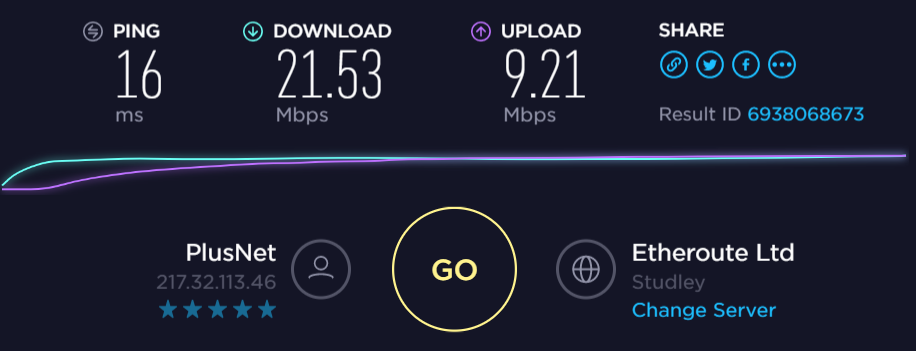 PING
16
ms
DOWNLOAD
21.53
Mbps
UPLOAD
9.21
Mbps
SHARE
Result ID 6938068673
PlusNet
217.32.113.46
GO
Etheroute Ltd
Studley
Change Server